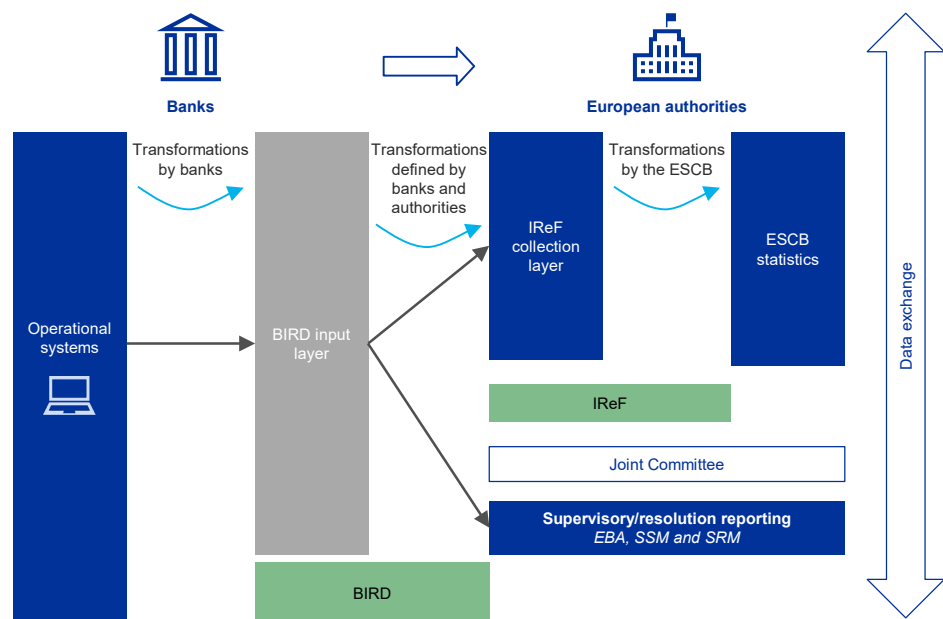 Banks
European authorities
Transformations
by banks
Transformations
defined by
banks and
authorities
Transformations
by the ESCB
Operational
systems
BIRD input
layer
IReF
collection
layer
ESCB
statistics
IReF
Joint Committee
Supervisory/resolution reporting
EBA, SSM and SRM
BIRD
Data exchange